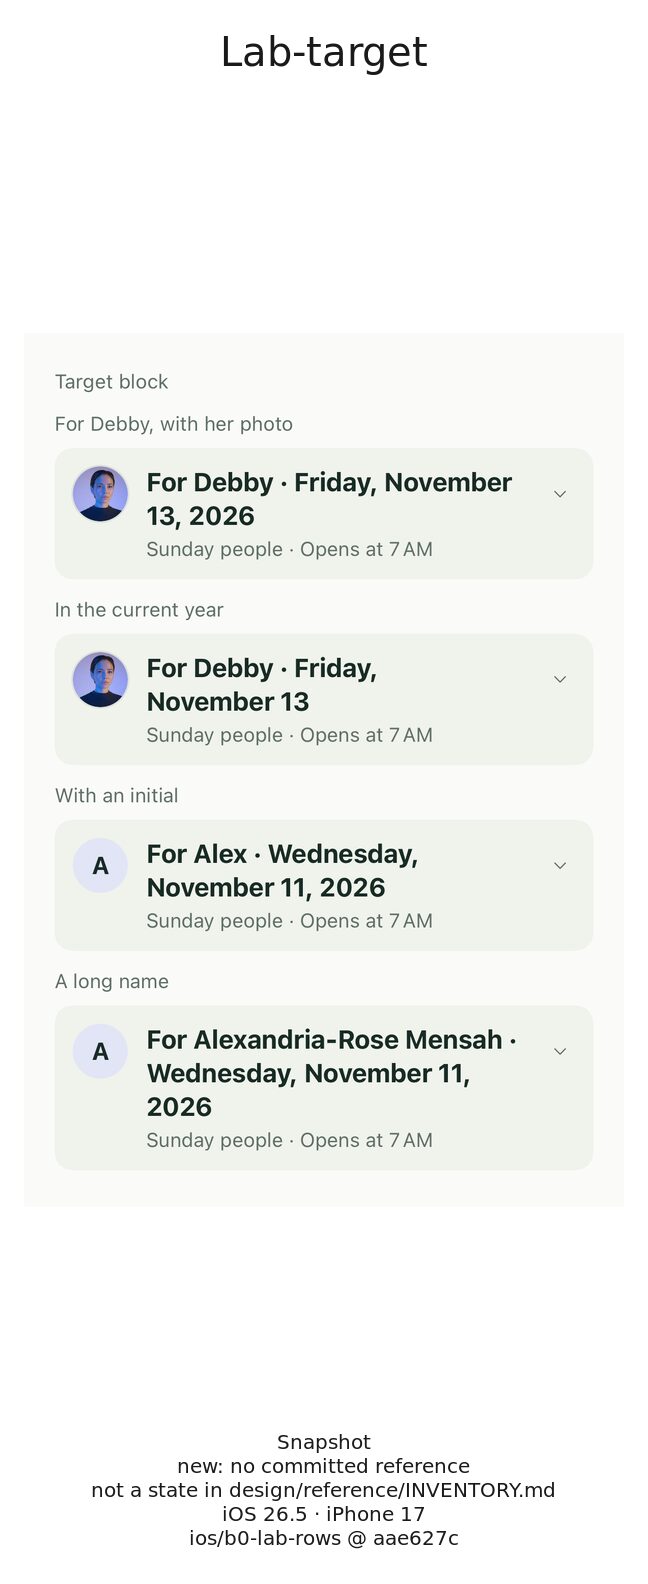 Lab-target
Target block
For Debby, with her photo
For Debby · Friday, November
13, 2026
Sunday people · Opens at 7 AM
In the current year
For Debby · Friday,
November 13
Sunday people · Opens at 7 AM
With an initial
A
For Alex · Wednesday,
November 11, 2026
Sunday people · Opens at 7 AM
A long name
A
For Alexandria-Rose Mensah ·
Wednesday, November 11,
2026
Sunday people · Opens at 7 AM
Snapshot
new: no committed reference
not a state in design/reference/INVENTORY.md
iOS 26.5 · iPhone 17
ios/b0-lab-rows @ aae627c